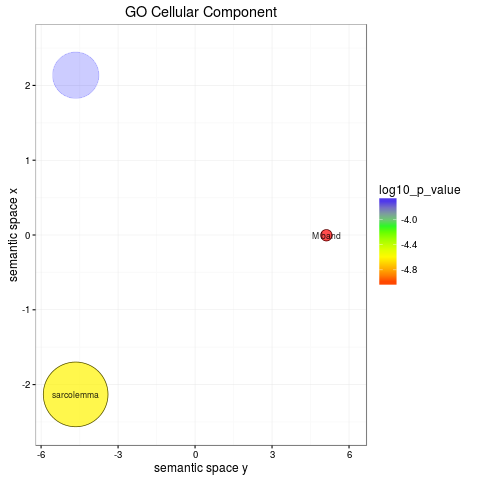 GO Cellular Component
semantic space x
2
1
0
-1
-2
M band
sarcolemma
-6
-3
0
3
6
semantic space y
log10_p_value
-4.0
-4.4
-4.8